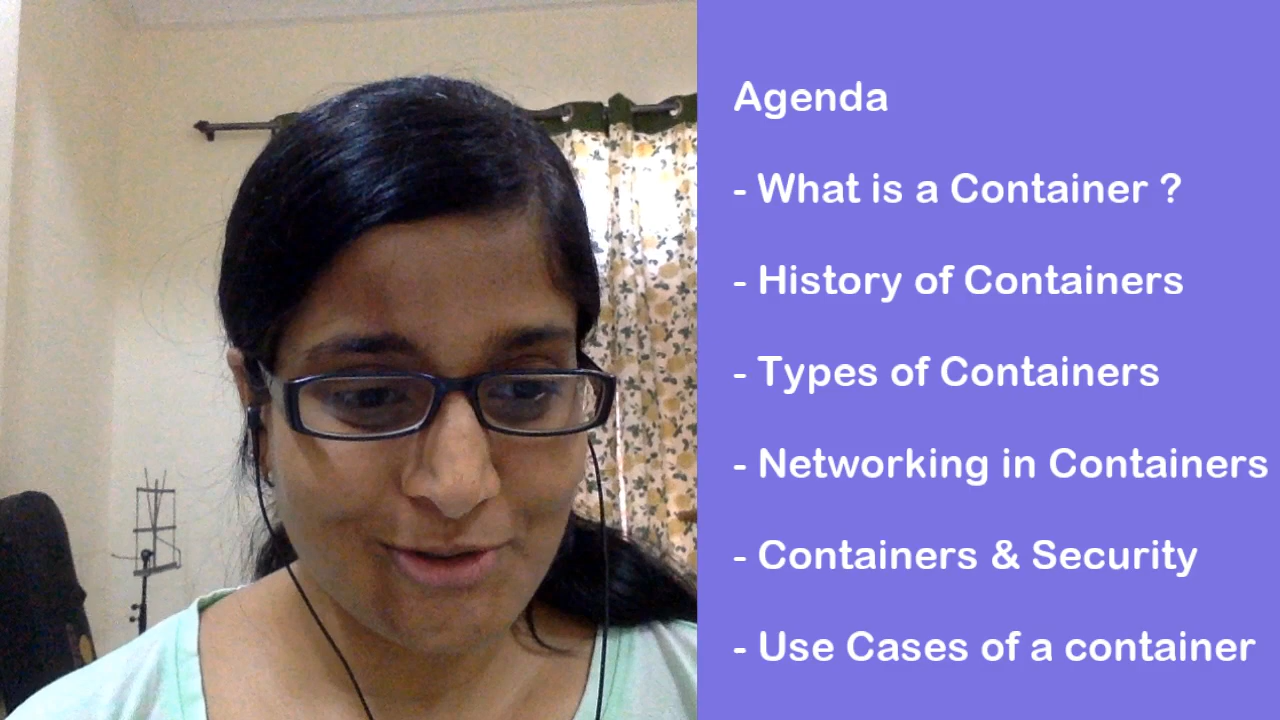 Agenda
- What is a Container ?
- History of Containers
- Types of Containers
- Networking in Containers
- Containers & Security
- Use Cases of a container